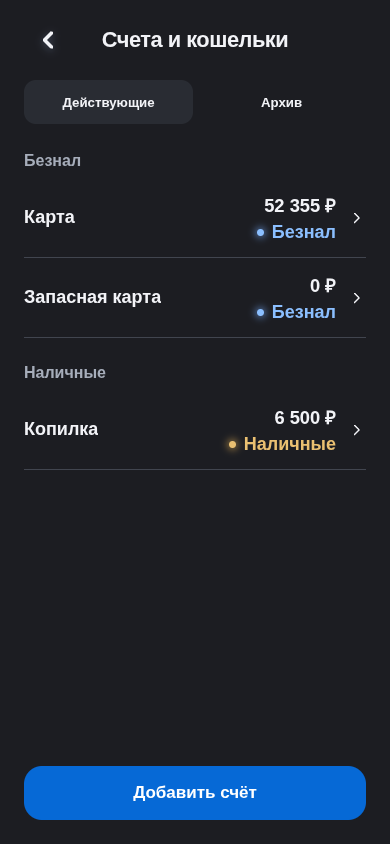 Счета и кошельки
Действующие
Архив
Безнал
Карта
52 355 ₽
Безнал
Запасная карта
0 ₽
Безнал
Наличные
Копилка
6 500 ₽
Наличные
Добавить счёт